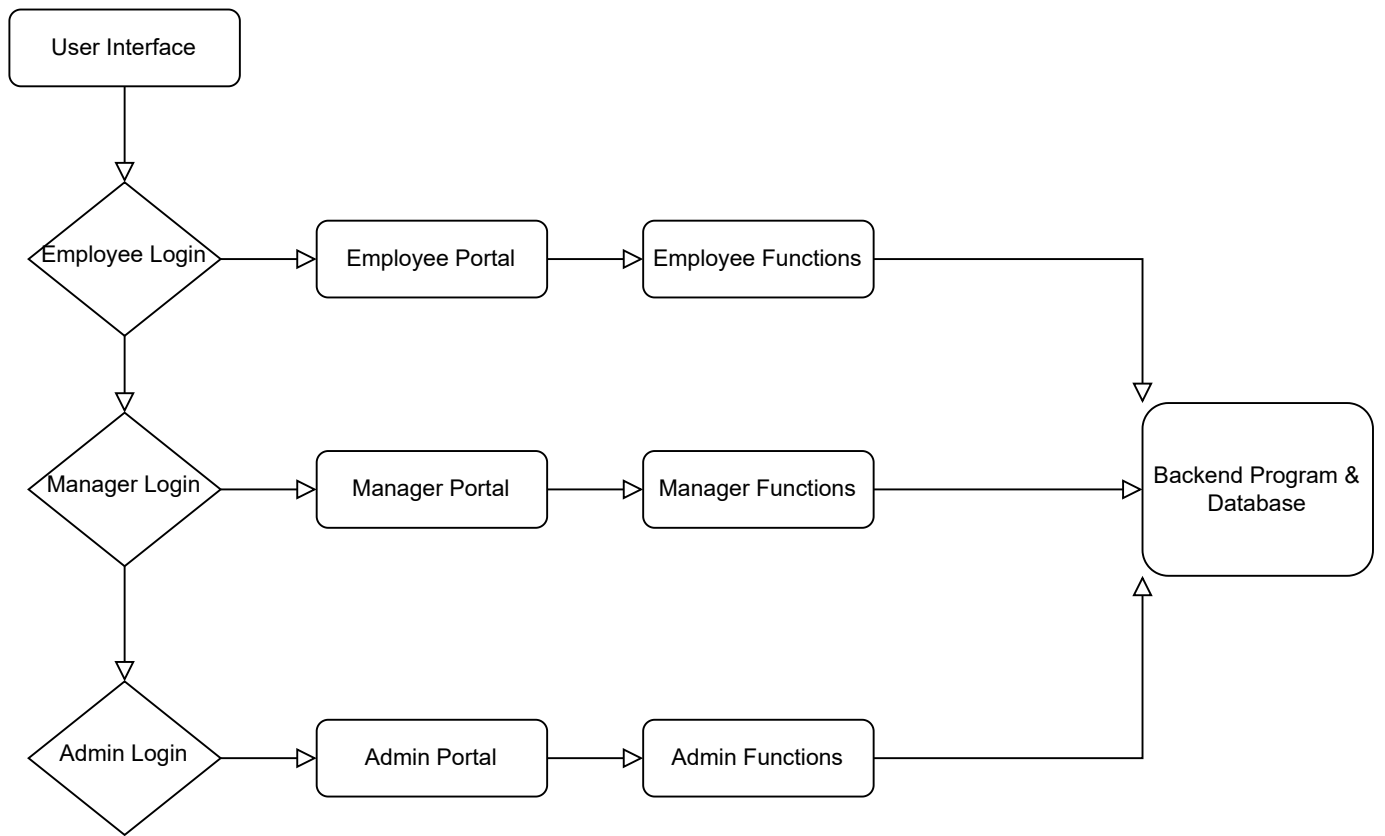 User Interface
Employee Login
Employee Portal
Employee Functions
Manager Login
Manager Portal
Manager Functions
Backend Program &
Database
Admin Login
Admin Portal
Admin Functions